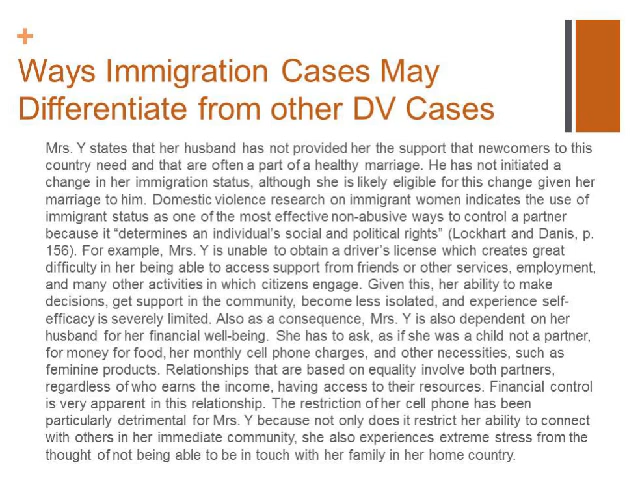 +
Ways Immigration Cases May
Differentiate from other DV Cases
Mrs. Y states that her husband has not provided her the support that newcomers to this
country need and that are often a part of a healthy marriage. He has not initiated a
change in her immigration status, although she is likely eligible for this change given her
marriage to him. Domestic violence research on immigrant women indicates the use of
immigrant status as one of the most effective non-abusive ways to control a partner
because it “determines an individual’s social and political rights” (Lockhart and Danis, p.
156). For example, Mrs. Y is unable to obtain a driver’s license which creates great
difficulty in her being able to access support from friends or other services, employment,
and many other activities in which citizens engage. Given this, her ability to make
decisions, get support in the community, become less isolated, and experience self-
efficacy is severely limited. Also as a consequence, Mrs. Y is also dependent on her
husband for her financial well-being. She has to ask, as if she was a child not a partner,
for money for food, her monthly cell phone charges, and other necessities, such as
feminine products. Relationships that are based on equality involve both partners,
regardless of who earns the income, having access to their resources. Financial control
is very apparent in this relationship. The restriction of her cell phone has been
particularly detrimental for Mrs. Y because not only does it restrict her ability to connect
with others in her immediate community, she also experiences extreme stress from the
thought of not being able to be in touch with her family in her home country.